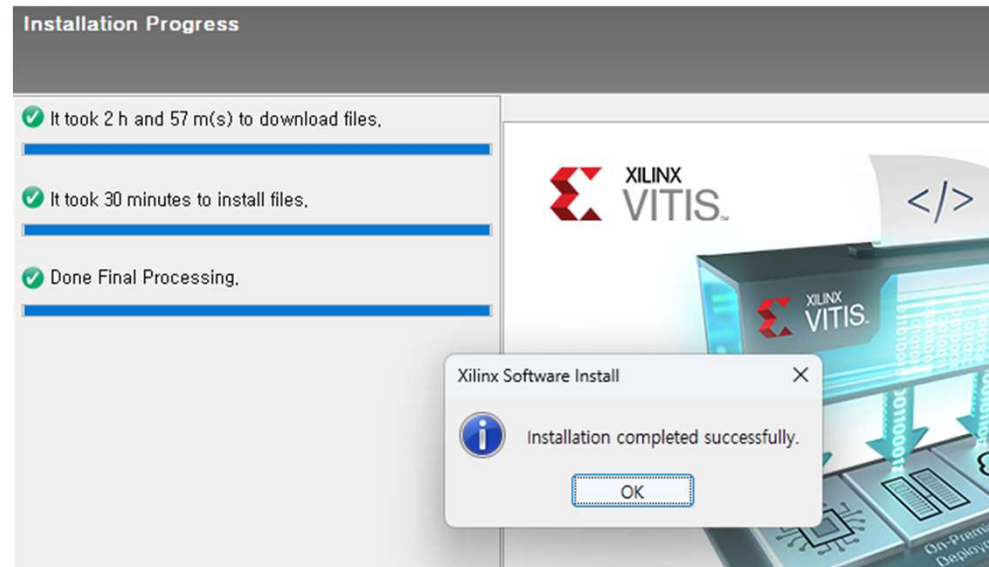 Installation Progress
It took 2 h and 57 m(s) to download files.
It took 30 minutes to install files.
Done Final Processing.
XILINX
VITIS
</>
XILINX
VITIS
Xilinx Software Install
Installation completed successfully.
OK
On-Premi
Deploy